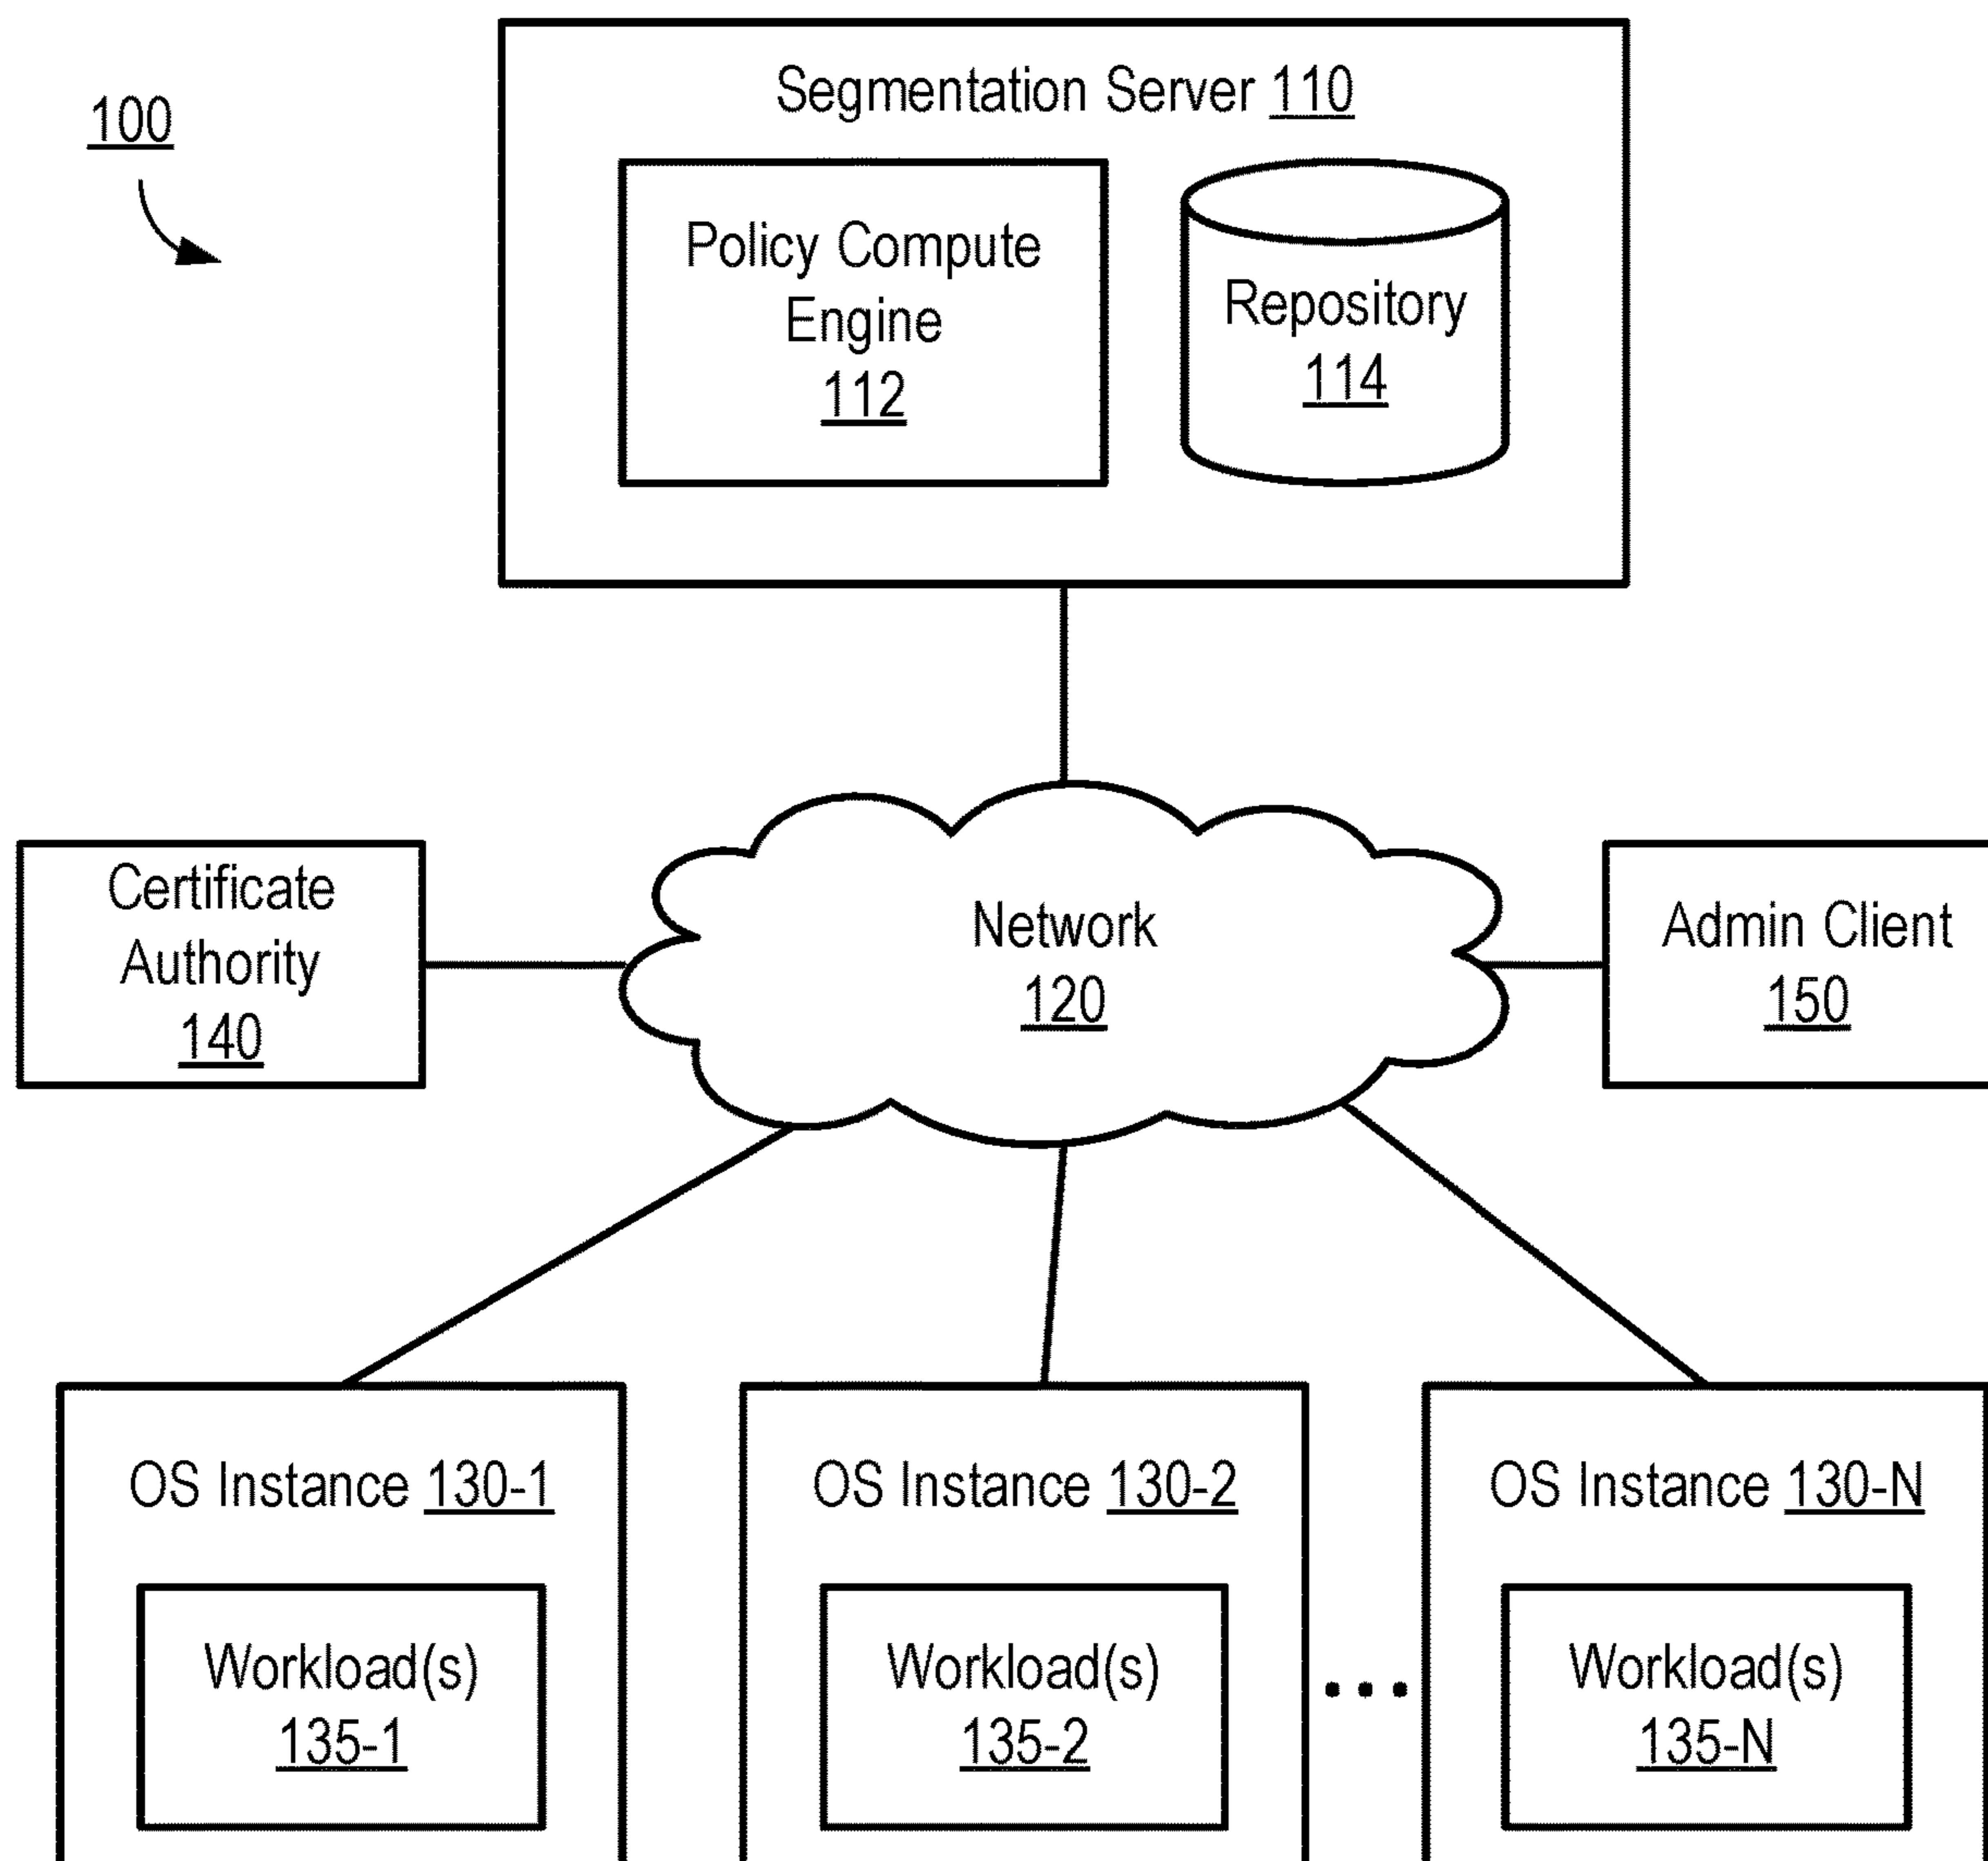 100
Segmentation Server 110
Policy Compute
Engine
112
Repository
114
Certificate
Authority
140
Network
120
Admin Client
150
OS Instance 130-1
Workload(s)
135-1
OS Instance 130-2
Workload(s)
135-2
...
OS Instance 130-N
Workload(s)
135-N